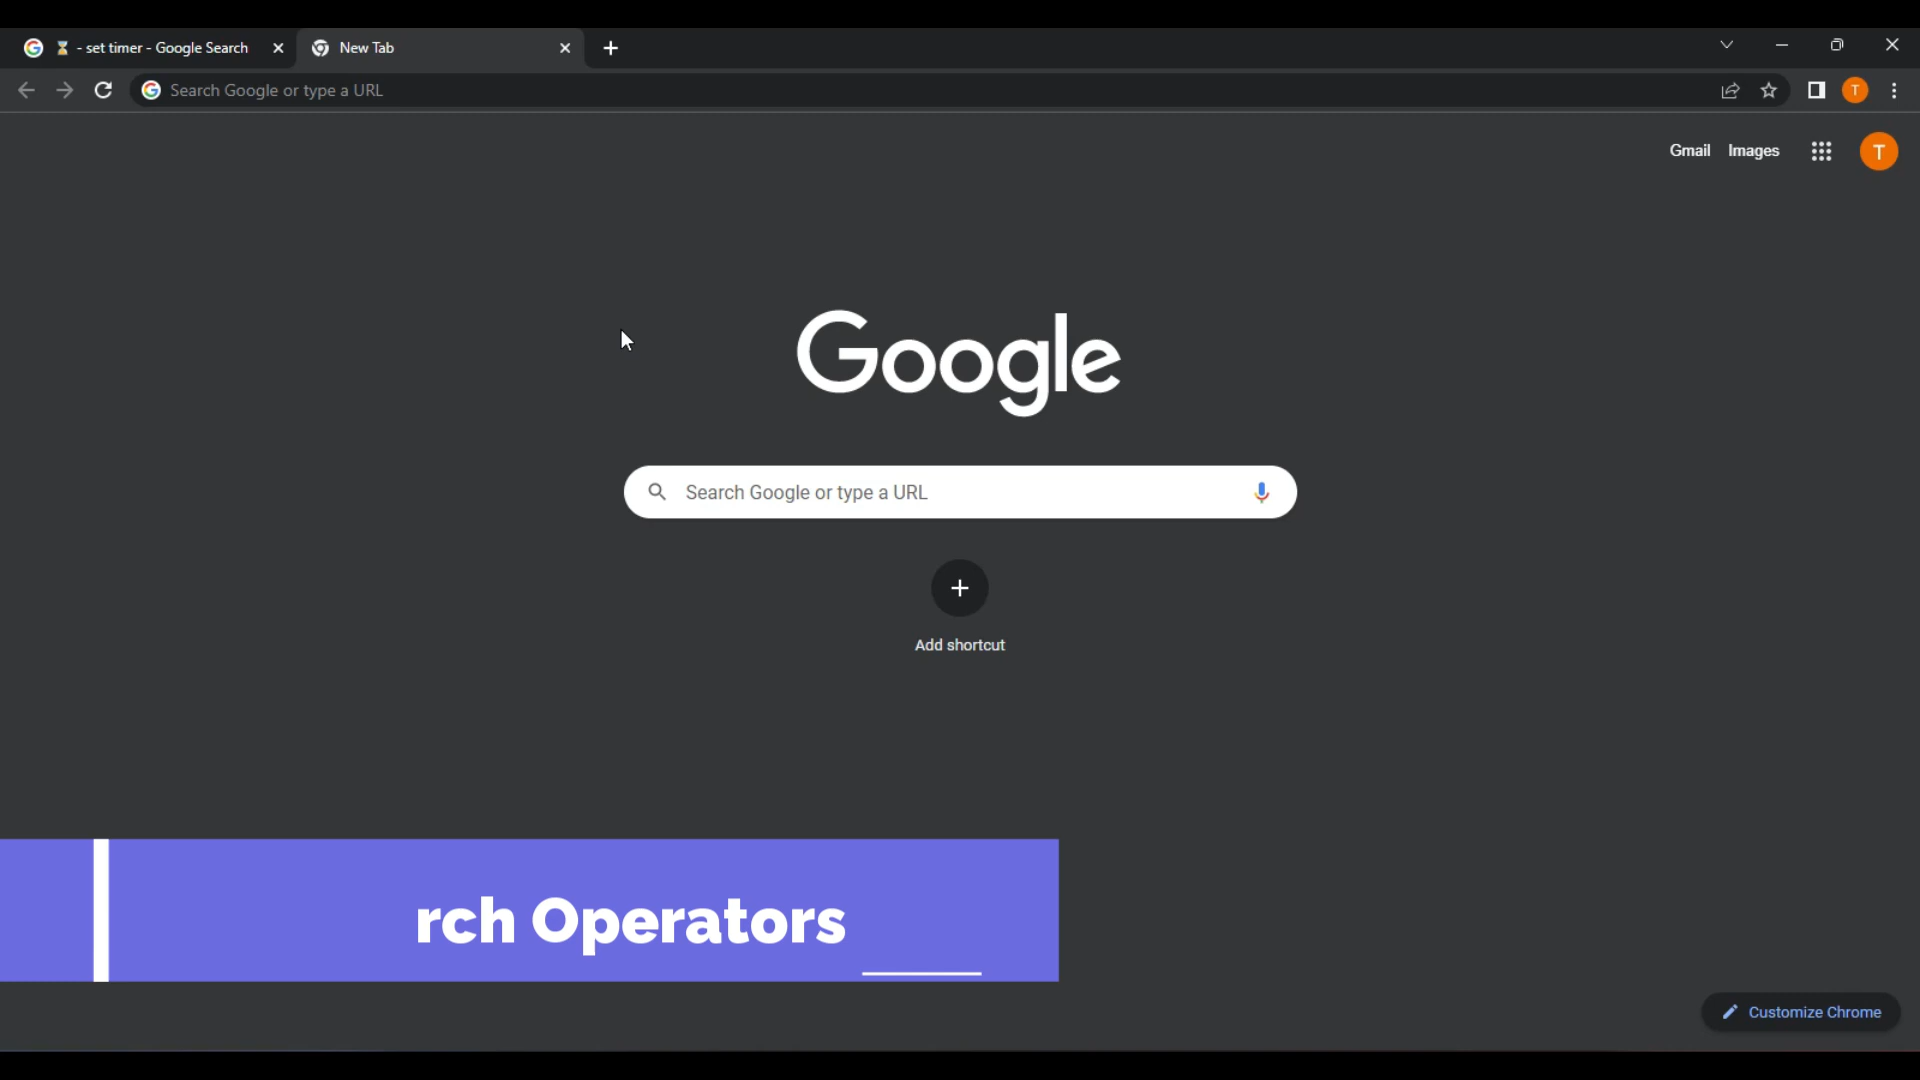 - set timer - Google Search
New Tab
Search Google or type a URL
T
Gmail
Images
T
Google
Search Google or type a URL
Add shortcut
rch Operators
Customize Chrome